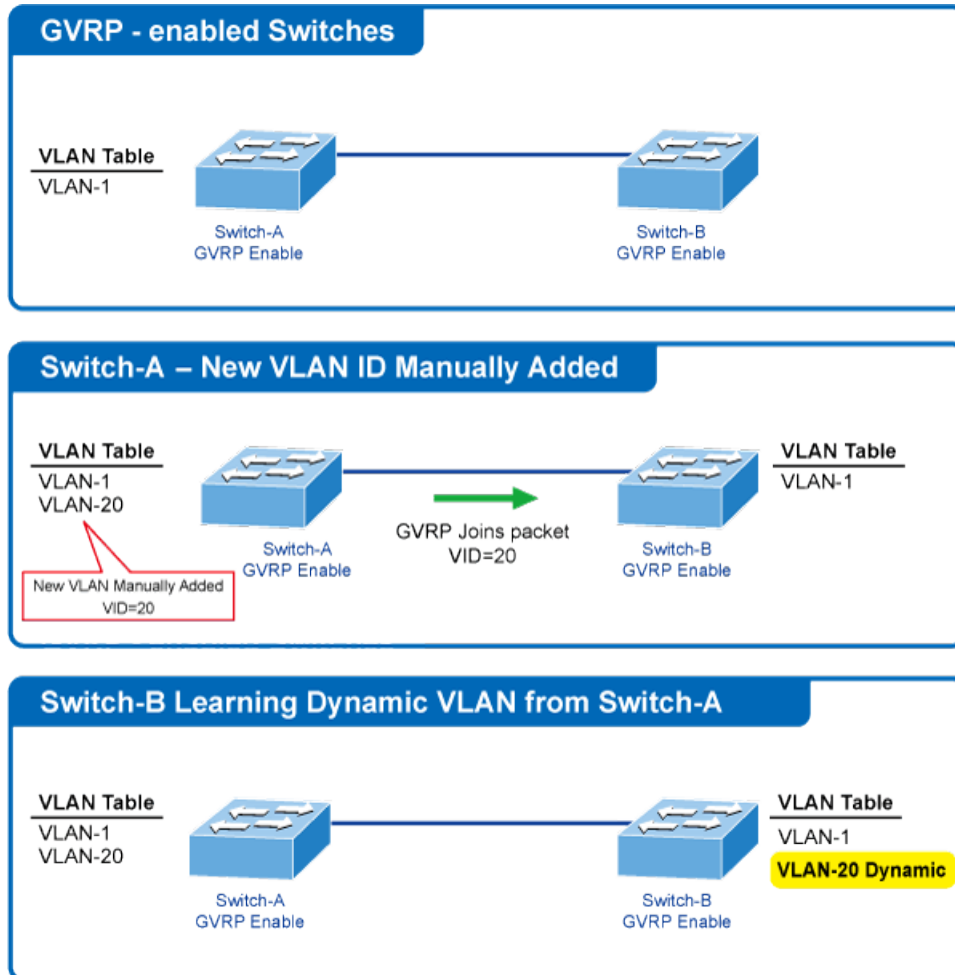 GVRP - enabled Switches
VLAN Table
VLAN-1
Switch-A
GVRP Enable
Switch-B
GVRP Enable
Switch-A – New VLAN ID Manually Added
VLAN Table
VLAN-1
VLAN-20
New VLAN Manually Added
VID=20
Switch-A
GVRP Enable
GVRP Joins packet
VID=20
Switch-B
GVRP Enable
VLAN Table
VLAN-1
Switch-B Learning Dynamic VLAN from Switch-A
VLAN Table
VLAN-1
VLAN-20
Switch-A
GVRP Enable
Switch-B
GVRP Enable
VLAN Table
VLAN-1
VLAN-20 Dynamic